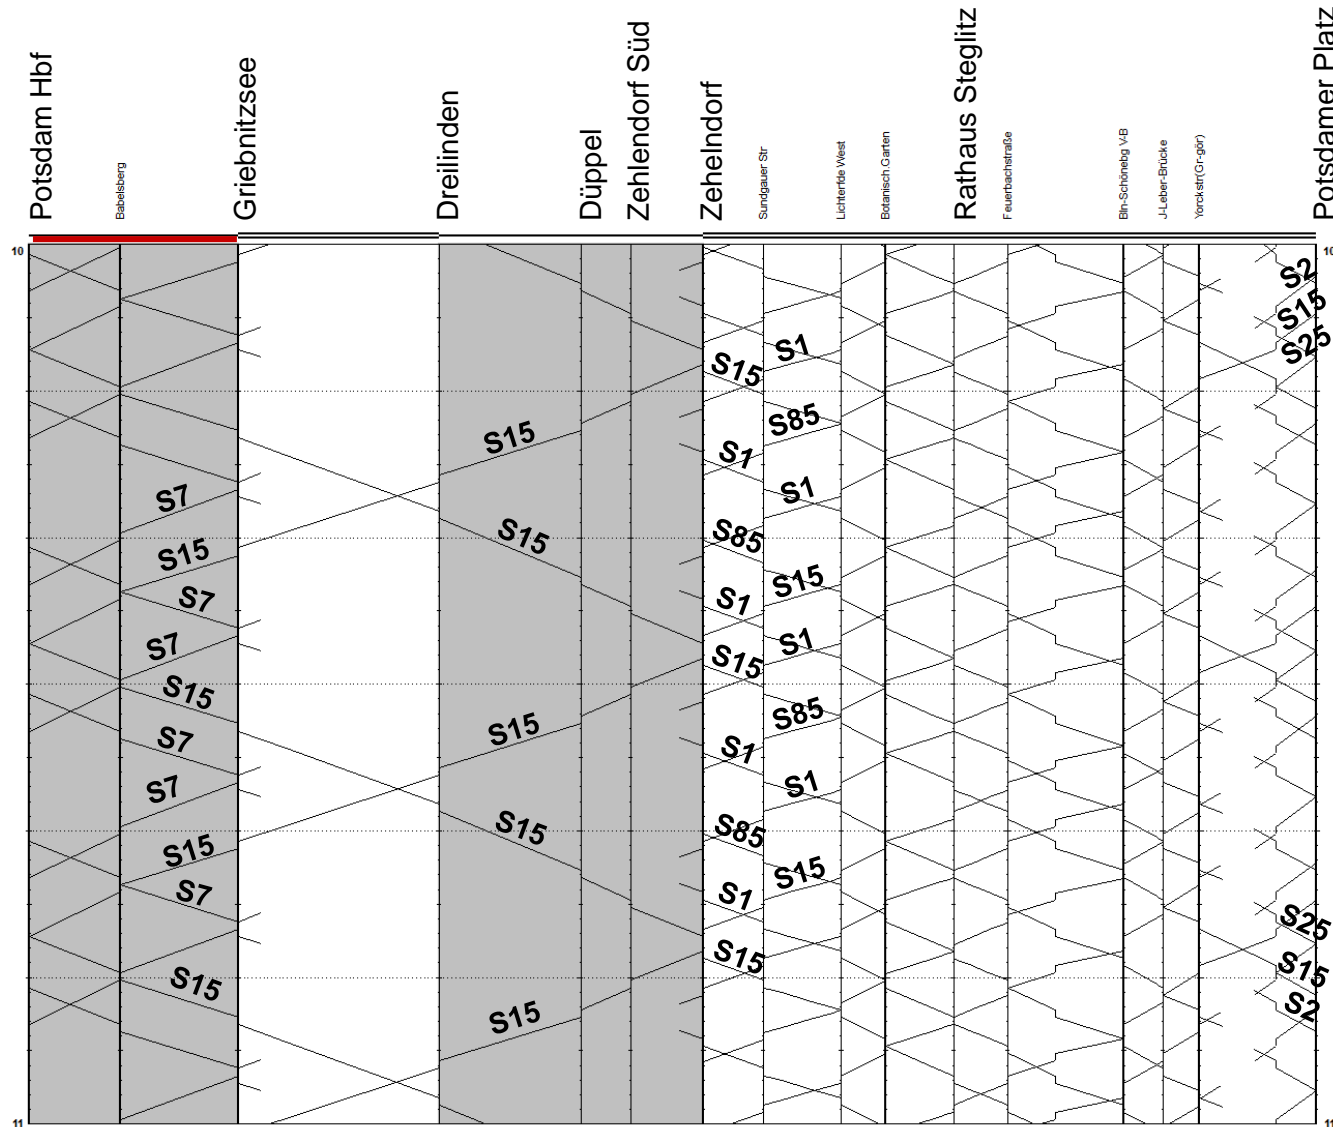 Potsdam Hbf
Babelsberg
Griebnitzsee
Dreilinden
Düppel
Zehlendorf Süd
Zehelndorf
Sundgauer Str
Lichterfde West
Botanisch.Garten
Rathaus Steglitz
Feuerbachstraße
Bln-Schönebg V-B
J-Leber-Brücke
Yorckstr(Gr-gör)
Potsdamer Platz
10
10
S2
S15
S25
S1
S15
S85
S15
S1
S1
S7
S15
S85
S15
S15
S7
S1
S1
S7
S15
S15
S85
S15
S7
S1
S1
S7
S15
S85
S15
S15
S7
S1
S25
S15
S15
S15
S2
S15
11
11